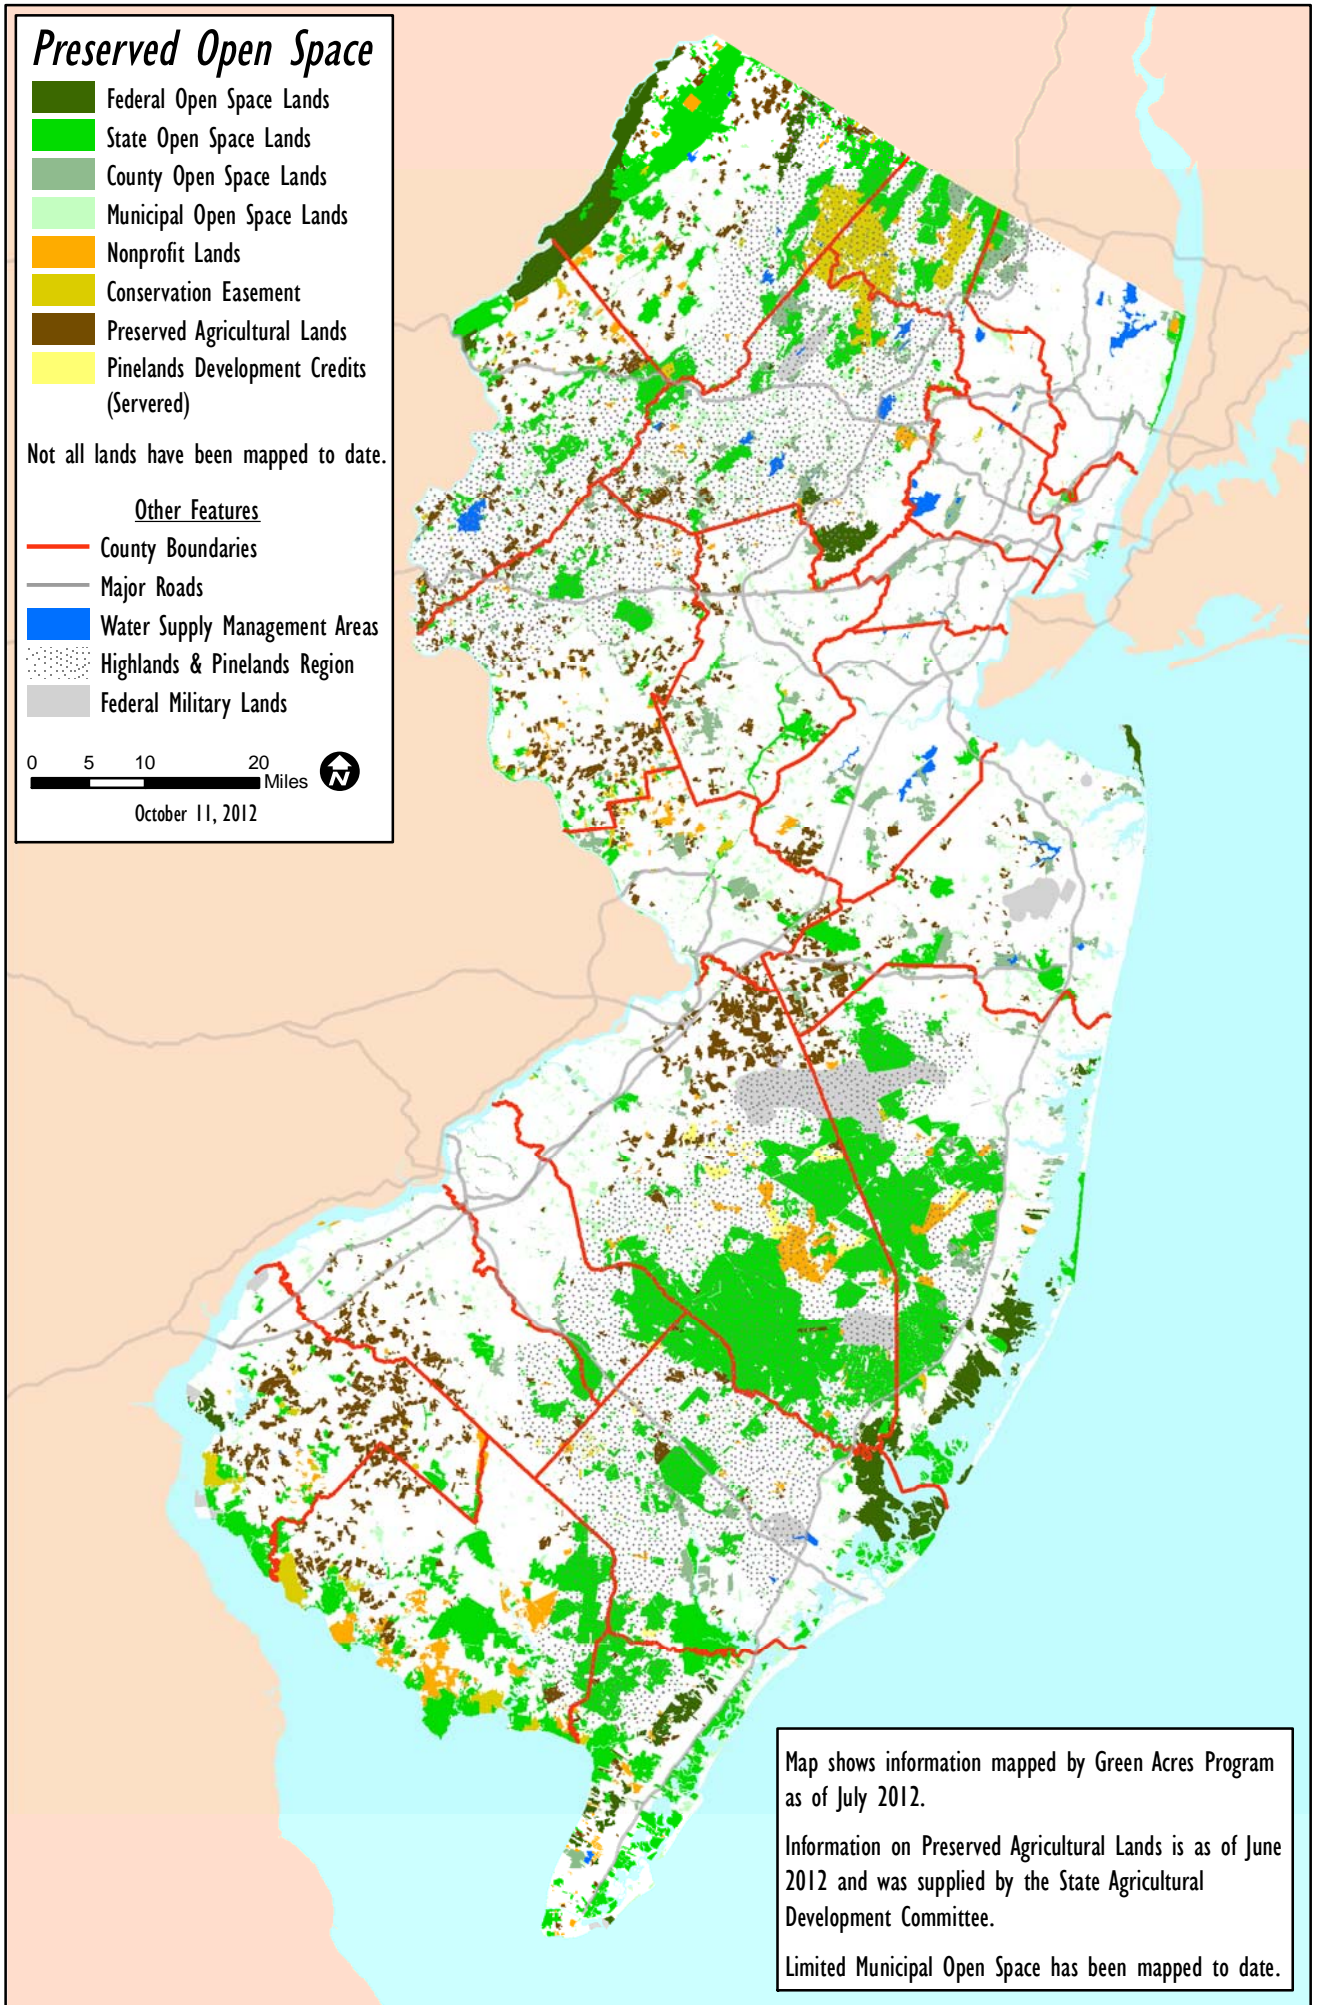 Preserved Open Space
Federal Open Space Lands
State Open Space Lands
County Open Space Lands
Municipal Open Space Lands
Nonprofit Lands
Conservation Easement
Preserved Agricultural Lands
Pinelands Development Credits
(Servered)
Not all lands have been mapped to date.
Other Features
County Boundaries
Major Roads
Water Supply Management Areas
Highlands & Pinelands Region
Federal Military Lands
0 5 10 20
Miles
N
October 11, 2012
Map shows information mapped by Green Acres Program
as of July 2012.
Information on Preserved Agricultural Lands is as of June
2012 and was supplied by the State Agricultural
Development Committee.
Limited Municipal Open Space has been mapped to date.